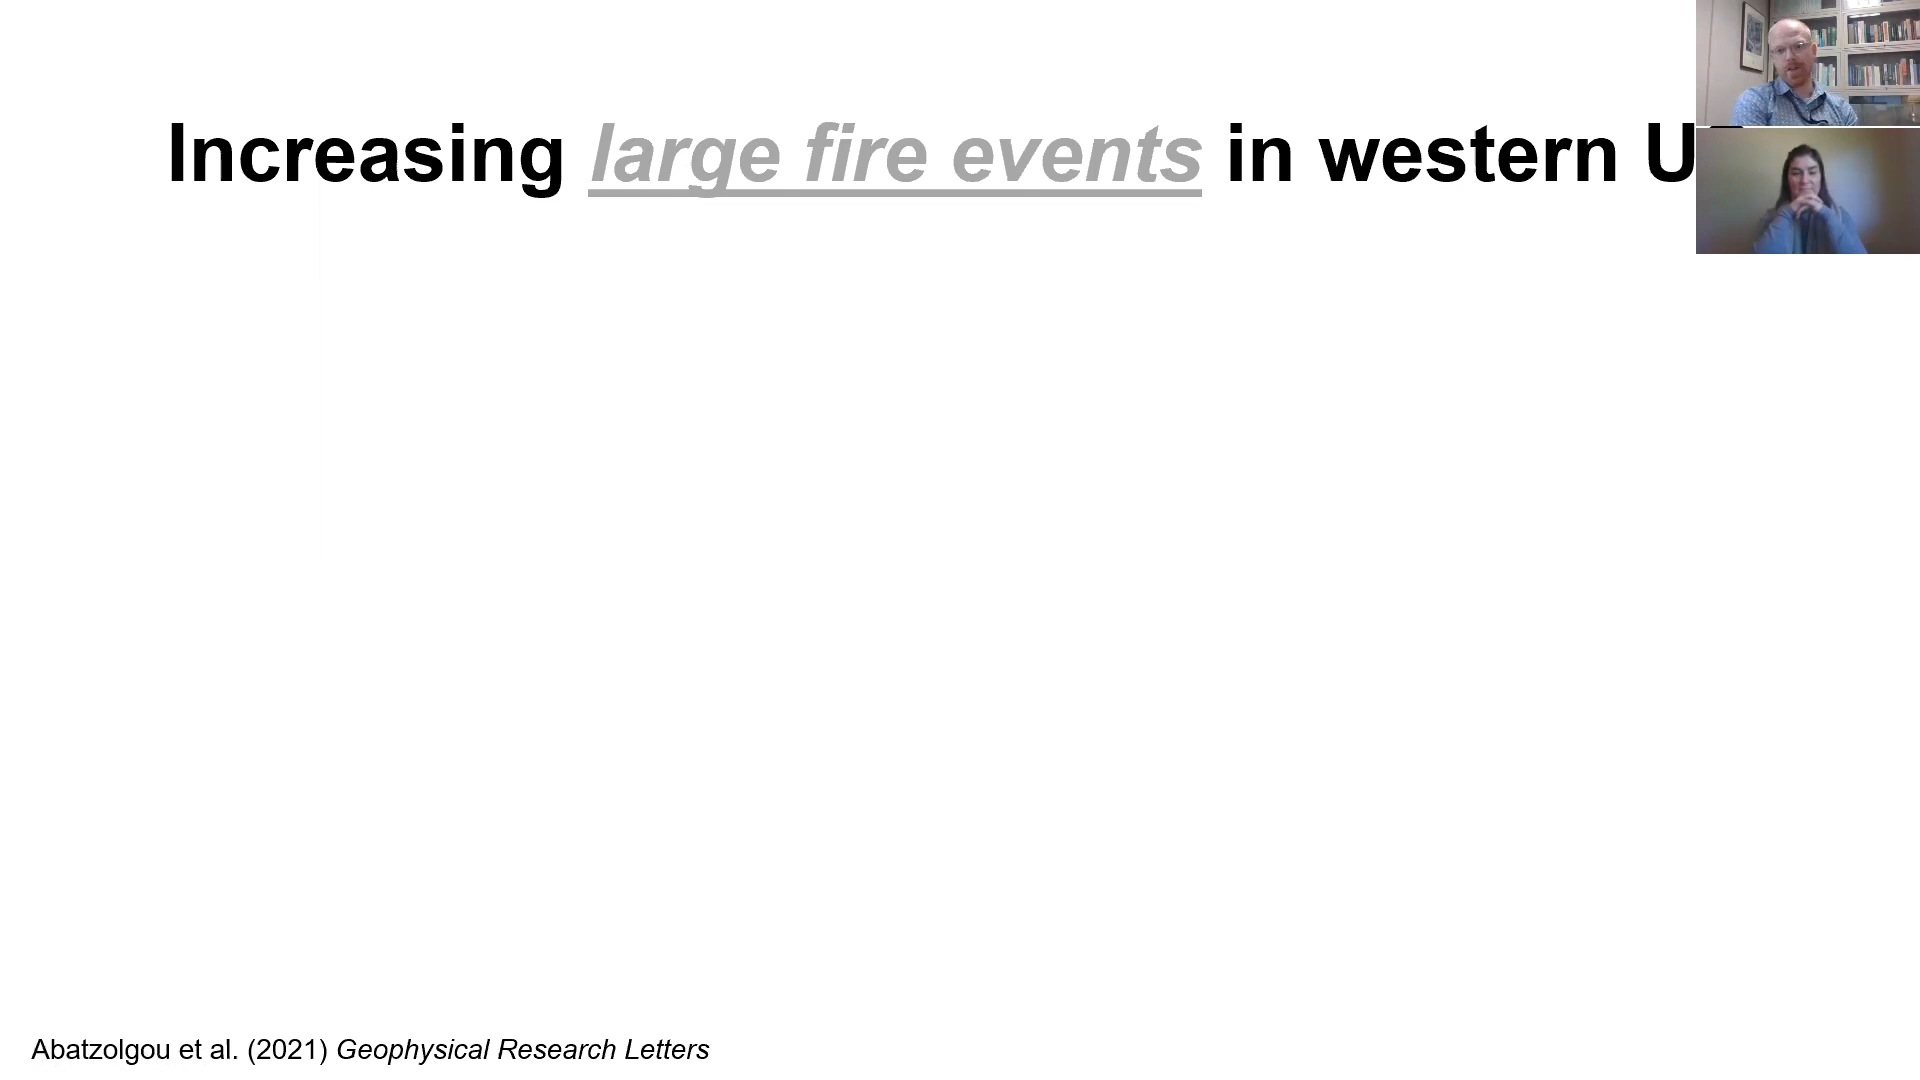 Increasing large fire events in western U
Abatzolgou et al. (2021) Geophysical Research Letters